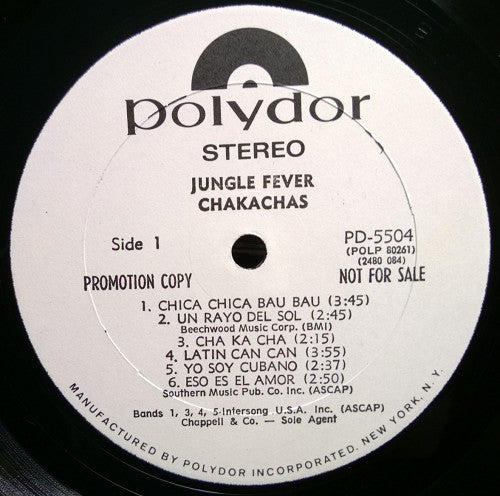 polydor
STEREO
JUNGLE FEVER
CHAKACHAS
Side 1
PD-5504
(POLP 80261)
(2480 084)
PROMOTION COPY
NOT FOR SALE
1. CHICA CHICA BAU BAU (3:45)
2. UN RAYO DEL SOL (2:45)
Beechwood Music Corp. (BMI)
3. CHA KA CHA (2:15)
4. LATIN CAN CAN (3:55)
5. YO SOY CUBANO (2:37)
6. ESO ES EL AMOR (2:50)
Southern Music Pub. Co. Inc. (ASCAP)
Bands 1, 3, 4, 5-Intersong U.S.A. Inc. (ASCAP)
Chappell & Co. — Sole Agent
MANUFACTURED BY POLYDOR INCORPORATED. NEW YORK, N.Y.